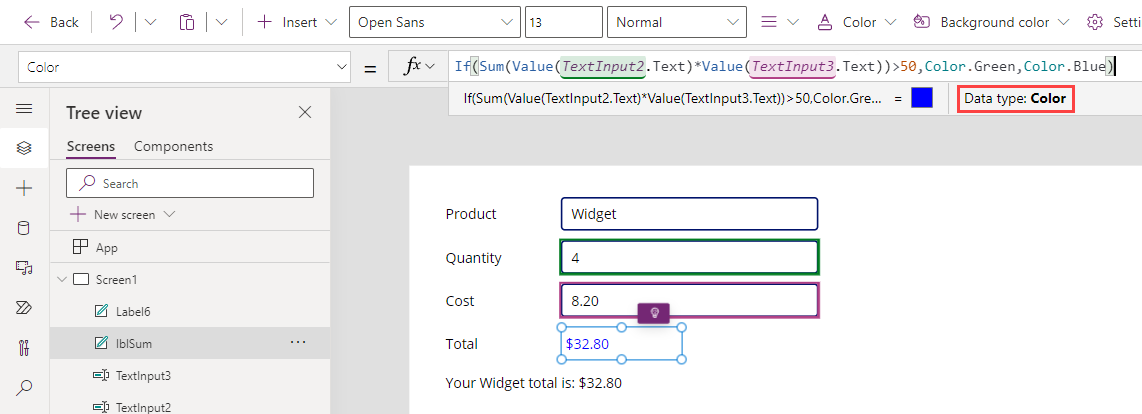 Back Insert Open Sans 13 Normal Color Background color Setti
Color = fx If(Sum(Value(TextInput2.Text)*Value(TextInput3.Text))>50,Color.Green,Color.Blue)
If(Sum(Value(TextInput2.Text)*Value(TextInput3.Text))>50,Color.Gre... = Data type: Color
Tree view
Screens Components
Search
New screen
App
Screen1
Label6
lblSum ...
TextInput3
TextInput2
Product Widget
Quantity 4
Cost 8.20
Total $32.80
Your Widget total is: $32.80